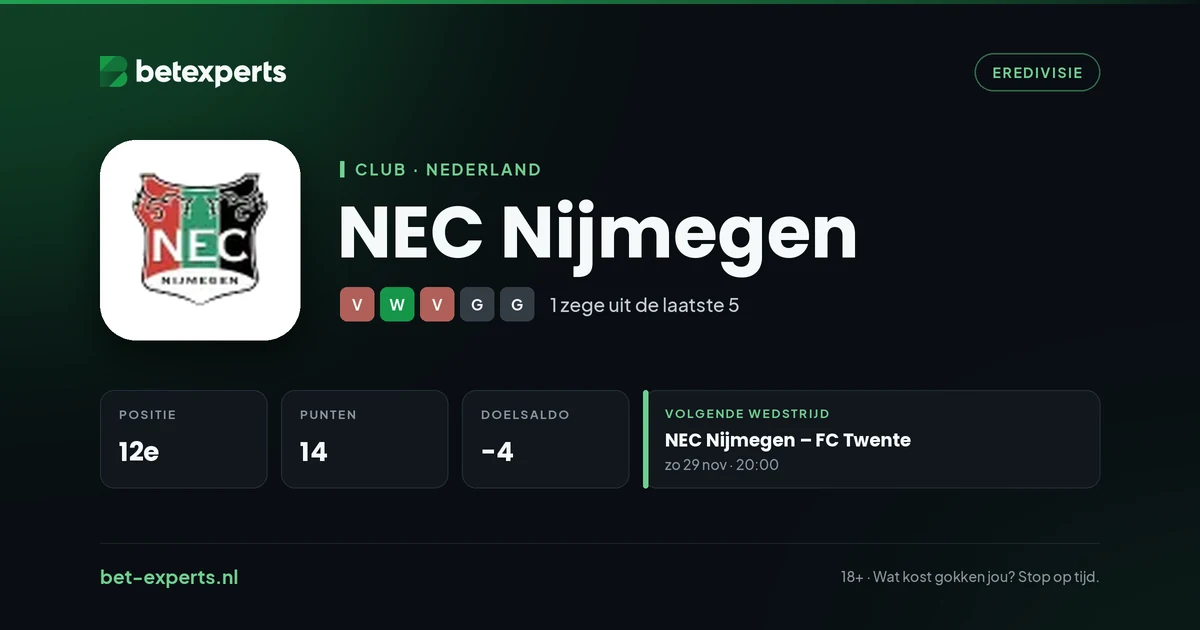 betexperts
EREDIVISIE
CLUB · NEDERLAND
NEC Nijmegen
NEC
NIJMEGEN
V W V G G 1 zege uit de laatste 5
POSITIE
12e
PUNTEN
14
DOELSALDO
-4
VOLGENDE WEDSTRIJD
NEC Nijmegen – FC Twente
zo 29 nov · 20:00
bet-experts.nl
18+ · Wat kost gokken jou? Stop op tijd.